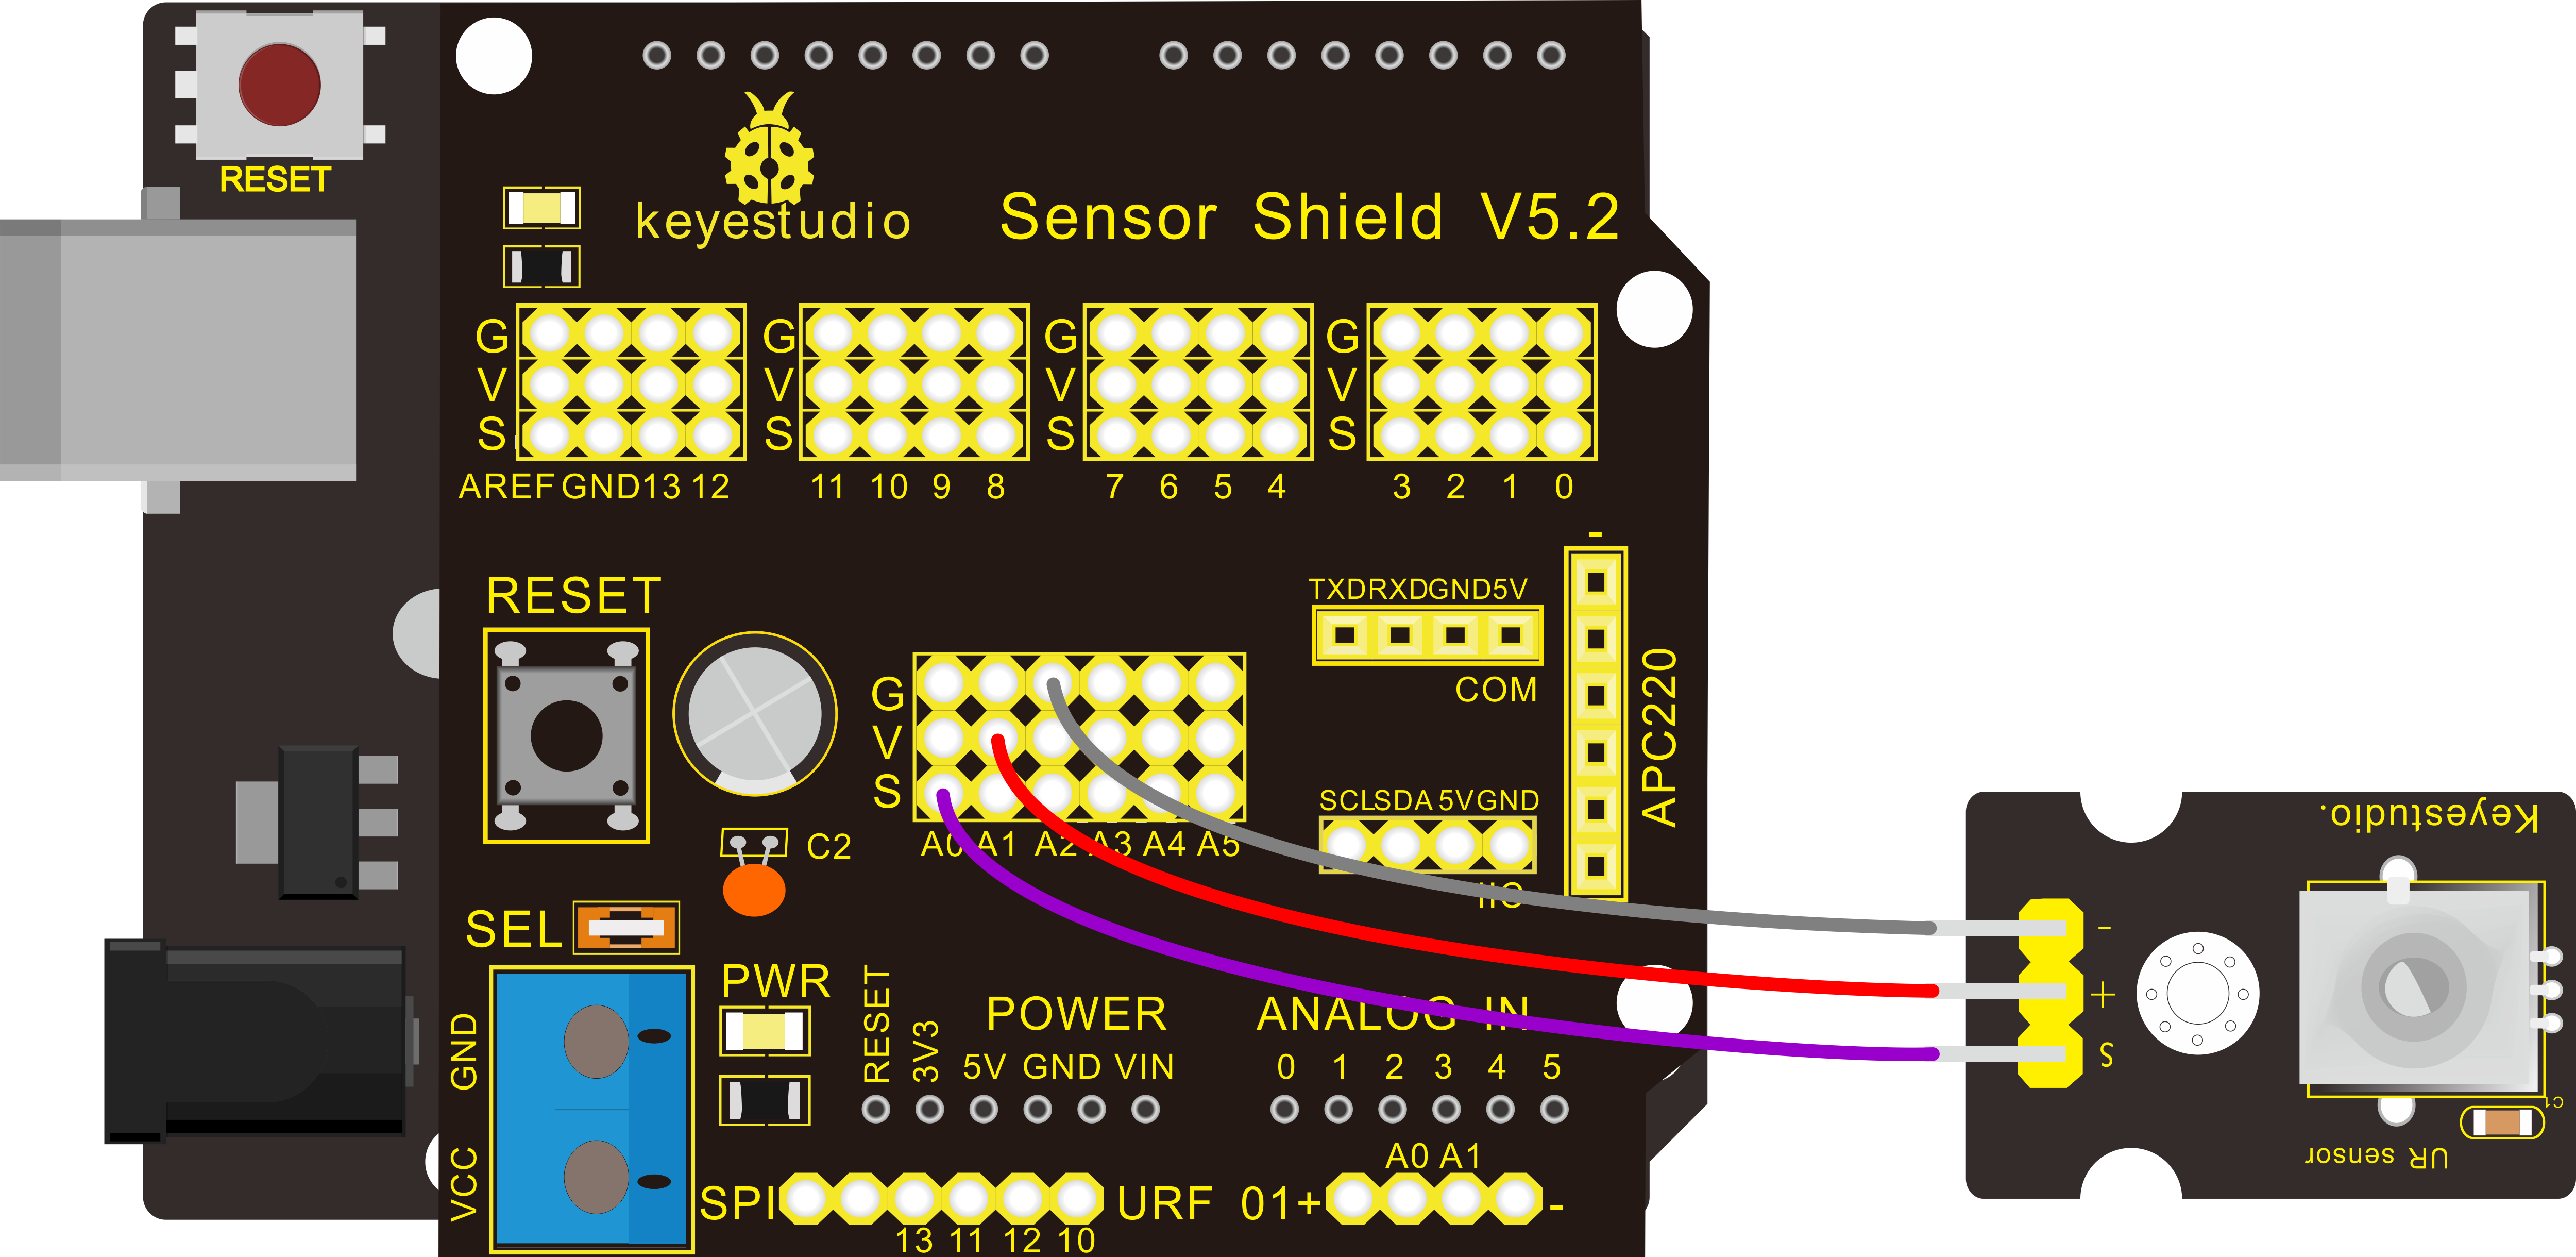 RESET
keyestudio
Sensor Shield V5.2
G G G G
V V V V
S S S S
AREF GND 13 12 11 10 9 8 7 6 5 4 3 2 1 0
-
RESET
TXD RXD GND 5V
COM
APC2220
G
V
S
A0 A1 A2 A3 A4 A5
C2
SCL SDA 5V GND
IIC
SEL
PWR
GND
VCC
RESET
3V3
POWER
5V GND VIN
ANALOG IN
0 1 2 3 4 5
A0 A1
SPI
URF 01+ -
13 11 12 10
Keyestudio.
-
+
S
C1
UR sensor